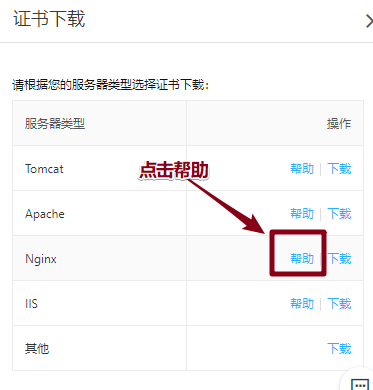 证书下载
请根据您的服务器类型选择证书下载：
服务器类型 操作
Tomcat 帮助 | 下载
点击帮助
Apache 帮助 | 下载
Nginx 帮助 | 下载
IIS 帮助 | 下载
其他 下载